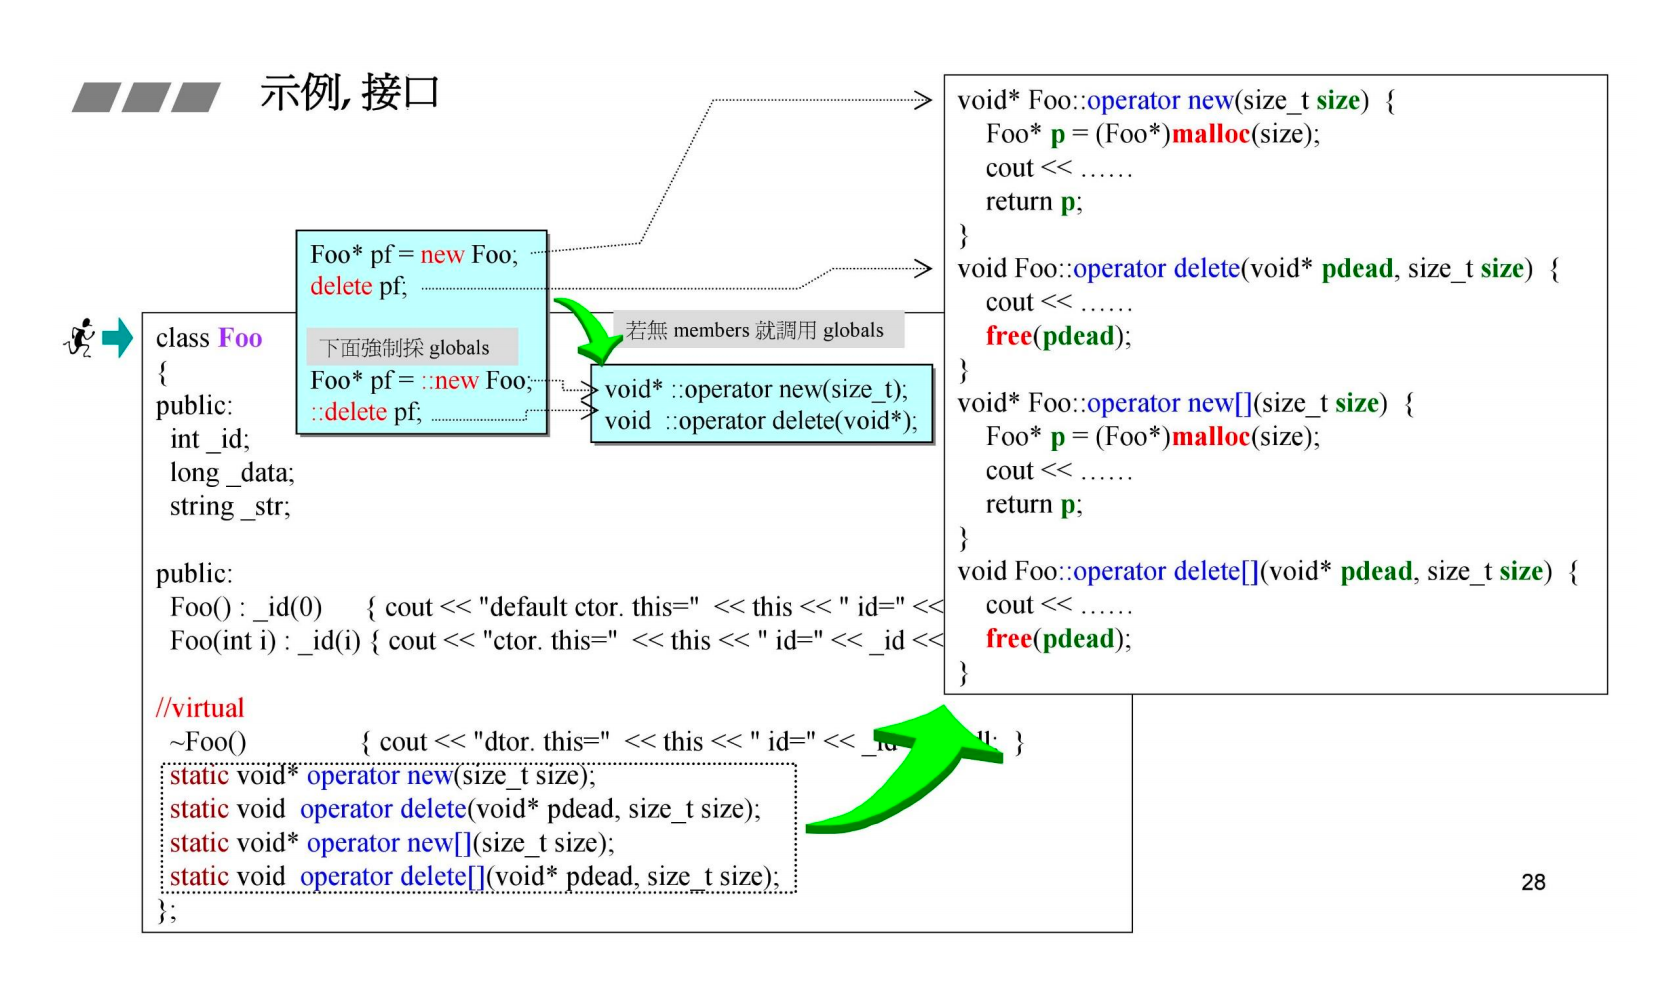 示例, 接口
Foo* pf = new Foo;
delete pf;
下面強制採 globals
Foo* pf = ::new Foo;
::delete pf;
若無 members 就調用 globals
void* ::operator new(size_t);
void ::operator delete(void*);
class Foo
{
public:
int _id;
long _data;
string _str;
public:
Foo() : _id(0) { cout << "default ctor. this=" << this << " id=" <<
Foo(int i) : _id(i) { cout << "ctor. this=" << this << " id=" << _id <<
//virtual
~Foo() { cout << "dtor. this=" << this << " id=" << _id }
static void* operator new(size_t size);
static void operator delete(void* pdead, size_t size);
static void* operator new[](size_t size);
static void operator delete[](void* pdead, size_t size);
};
void* Foo::operator new(size_t size) {
Foo* p = (Foo*)malloc(size);
cout << ……
return p;
}
void Foo::operator delete(void* pdead, size_t size) {
cout << ……
free(pdead);
}
void* Foo::operator new[](size_t size) {
Foo* p = (Foo*)malloc(size);
cout << ……
return p;
}
void Foo::operator delete[](void* pdead, size_t size) {
cout << ……
free(pdead);
}
28